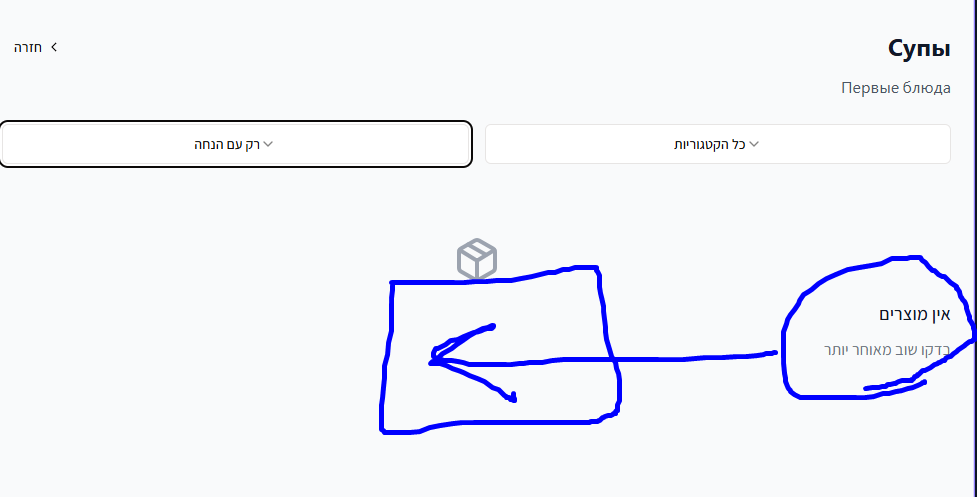 Супы
חזרה
Первые блюда
כל הקטגוריות
רק עם הנחה
אין מוצרים
בדקו שוב מאוחר יותר